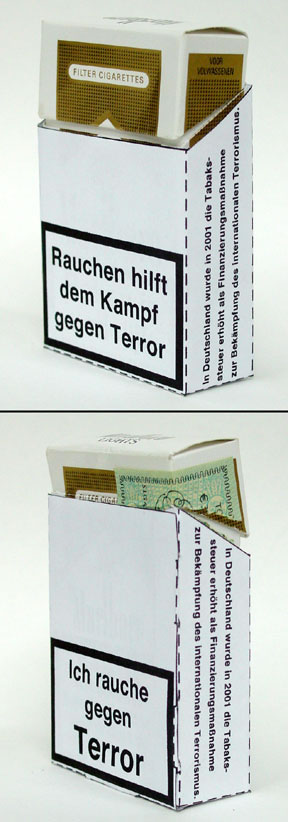 FILTER CIGARETTES
VOOR
VOLWASSENEN
Rauchen hilft
dem Kampf
gegen Terror
In Deutschland wurde in 2001 die Tabaks-
steuer erhöht als Finanzierungsmaßnahme
zur Bekämpfung des internationalen Terrorismus.
FILTER CIGARE
Ich rauche
gegen
Terror
In Deutschland wurde in 2001 die Tabaks-
steuer erhöht als Finanzierungsmaßnahme
zur Bekämpfung des internationalen Terrorismus.